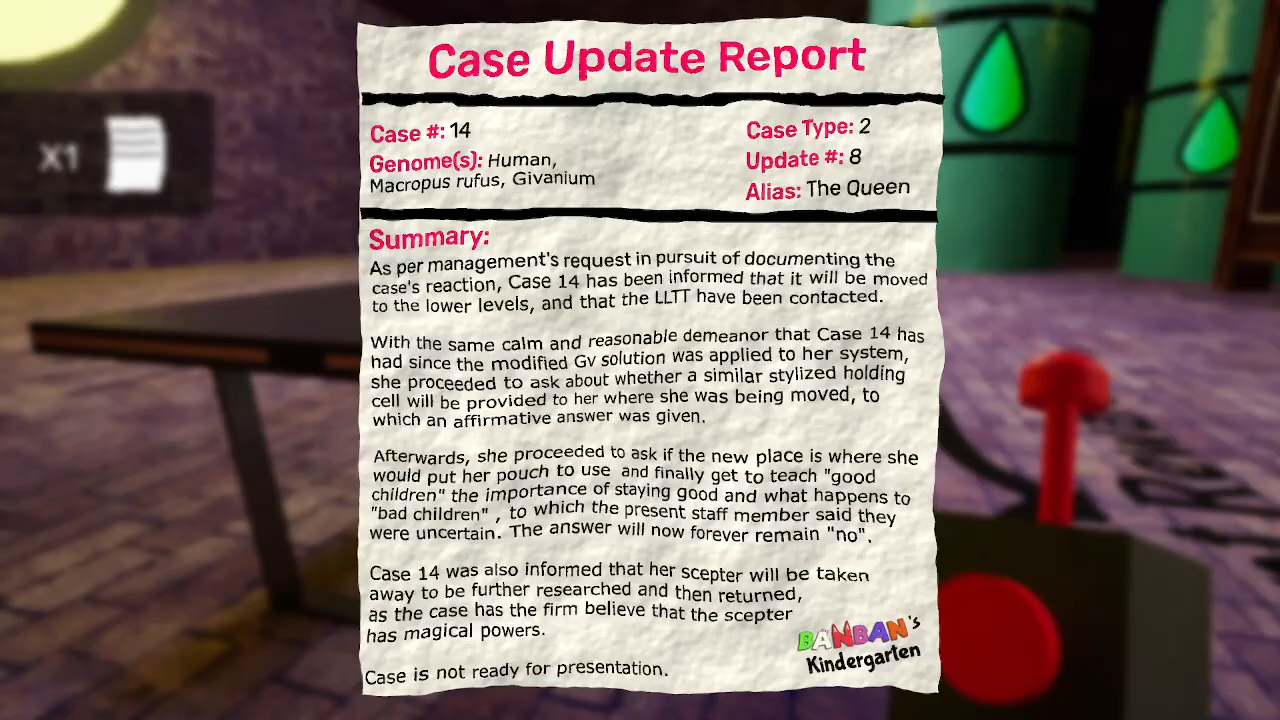 Case Update Report
X1
Case #: 14
Genome(s): Human,
Macropus rufus, Givanium
Case Type: 2
Update #: 8
Alias: The Queen
Summary:
As per management's request in pursuit of documenting the
case's reaction, Case 14 has been informed that it will be moved
to the lower levels, and that the LLTT have been contacted.
With the same calm and reasonable demeanor that Case 14 has
had since the modified Gv solution was applied to her system,
she proceeded to ask about whether a similar stylized holding
cell will be provided to her where she was being moved, to
which an affirmative answer was given.
Afterwards, she proceeded to ask if the new place is where she
would put her pouch to use and finally get to teach "good
children" the importance of staying good and what happens to
"bad children" , to which the present staff member said they
were uncertain. The answer will now forever remain "no".
Case 14 was also informed that her scepter will be taken
away to be further researched and then returned,
as the case has the firm believe that the scepter
has magical powers.
Case is not ready for presentation.
BANBAN's
Kindergarten